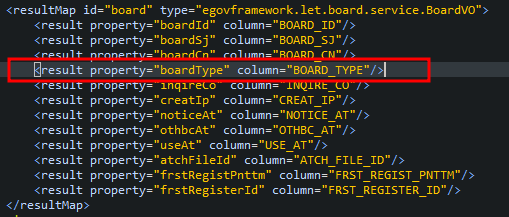 <resultMap id="board" type="egovframework.let.board.service.BoardVO">
<result property="boardId" column="BOARD_ID"/>
<result property="boardSj" column="BOARD_SJ"/>
<result property="boardCn" column="BOARD_CN"/>
<result property="boardType" column="BOARD_TYPE"/>
<result property="inqireCo" column="INQIRE_CO"/>
<result property="creatIp" column="CREAT_IP"/>
<result property="noticeAt" column="NOTICE_AT"/>
<result property="othbcAt" column="OTHBC_AT"/>
<result property="useAt" column="USE_AT"/>
<result property="atchFileId" column="ATCH_FILE_ID"/>
<result property="frstRegistPnttm" column="FRST_REGIST_PNTTM"/>
<result property="frstRegisterId" column="FRST_REGISTER_ID"/>
</resultMap>